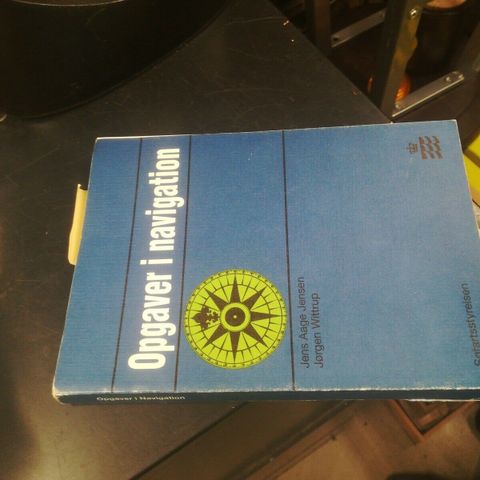 Opgaver i navigation
Jens Aage Jensen
Jørgen Wittrup
Søfartsstyrelsen
Opgaver i Navigation